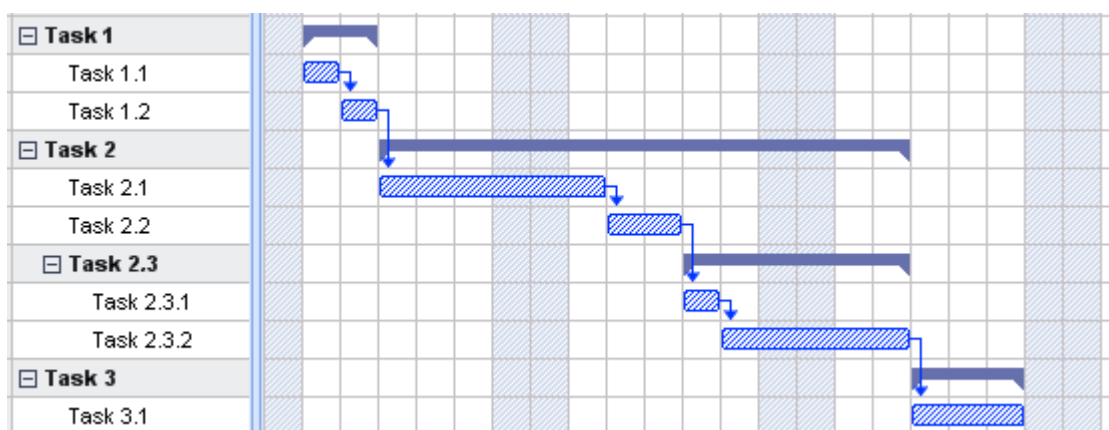 Task 1
Task 1.1
Task 1.2
Task 2
Task 2.1
Task 2.2
Task 2.3
Task 2.3.1
Task 2.3.2
Task 3
Task 3.1